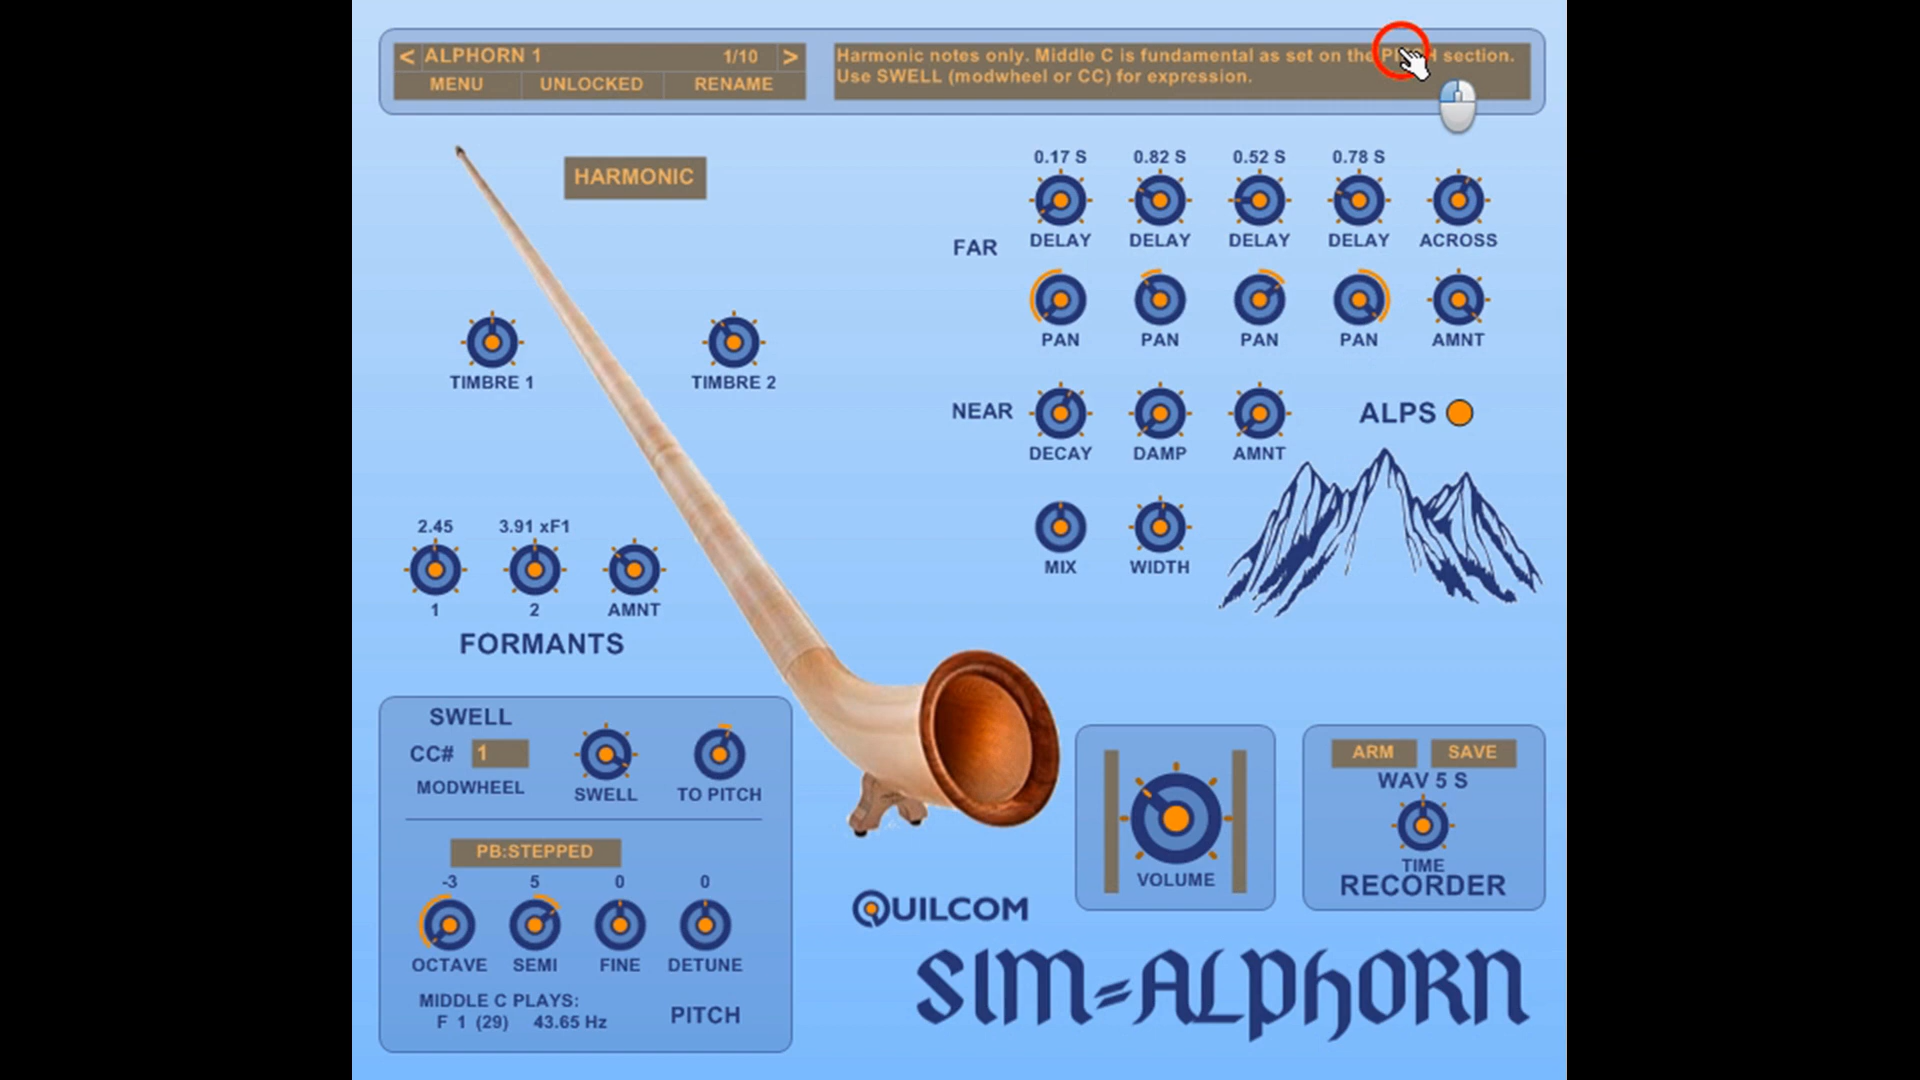 < ALPHORN 1 1/10 >
MENU UNLOCKED RENAME
Harmonic notes only. Middle C is fundamental as set on the section.
Use SWELL (modwheel or CC) for expression.
HARMONIC
0.17 S 0.82 S 0.52 S 0.78 S
FAR
DELAY DELAY DELAY DELAY ACROSS
PAN PAN PAN PAN AMNT
TIMBRE 1 TIMBRE 2
NEAR
ALPS
DECAY DAMP AMNT
MIX WIDTH
2.45 3.91 xF1
1 2 AMNT
FORMANTS
SWELL
CC# 1
MODWHEEL
SWELL TO PITCH
PB:STEPPED
-3 5 0 0
OCTAVE SEMI FINE DETUNE
MIDDLE C PLAYS:
F 1 (29) 43.65 Hz
PITCH
VOLUME
ARM SAVE
WAV 5 S
TIME
RECORDER
QUILCOM
SIM=ALPHORN